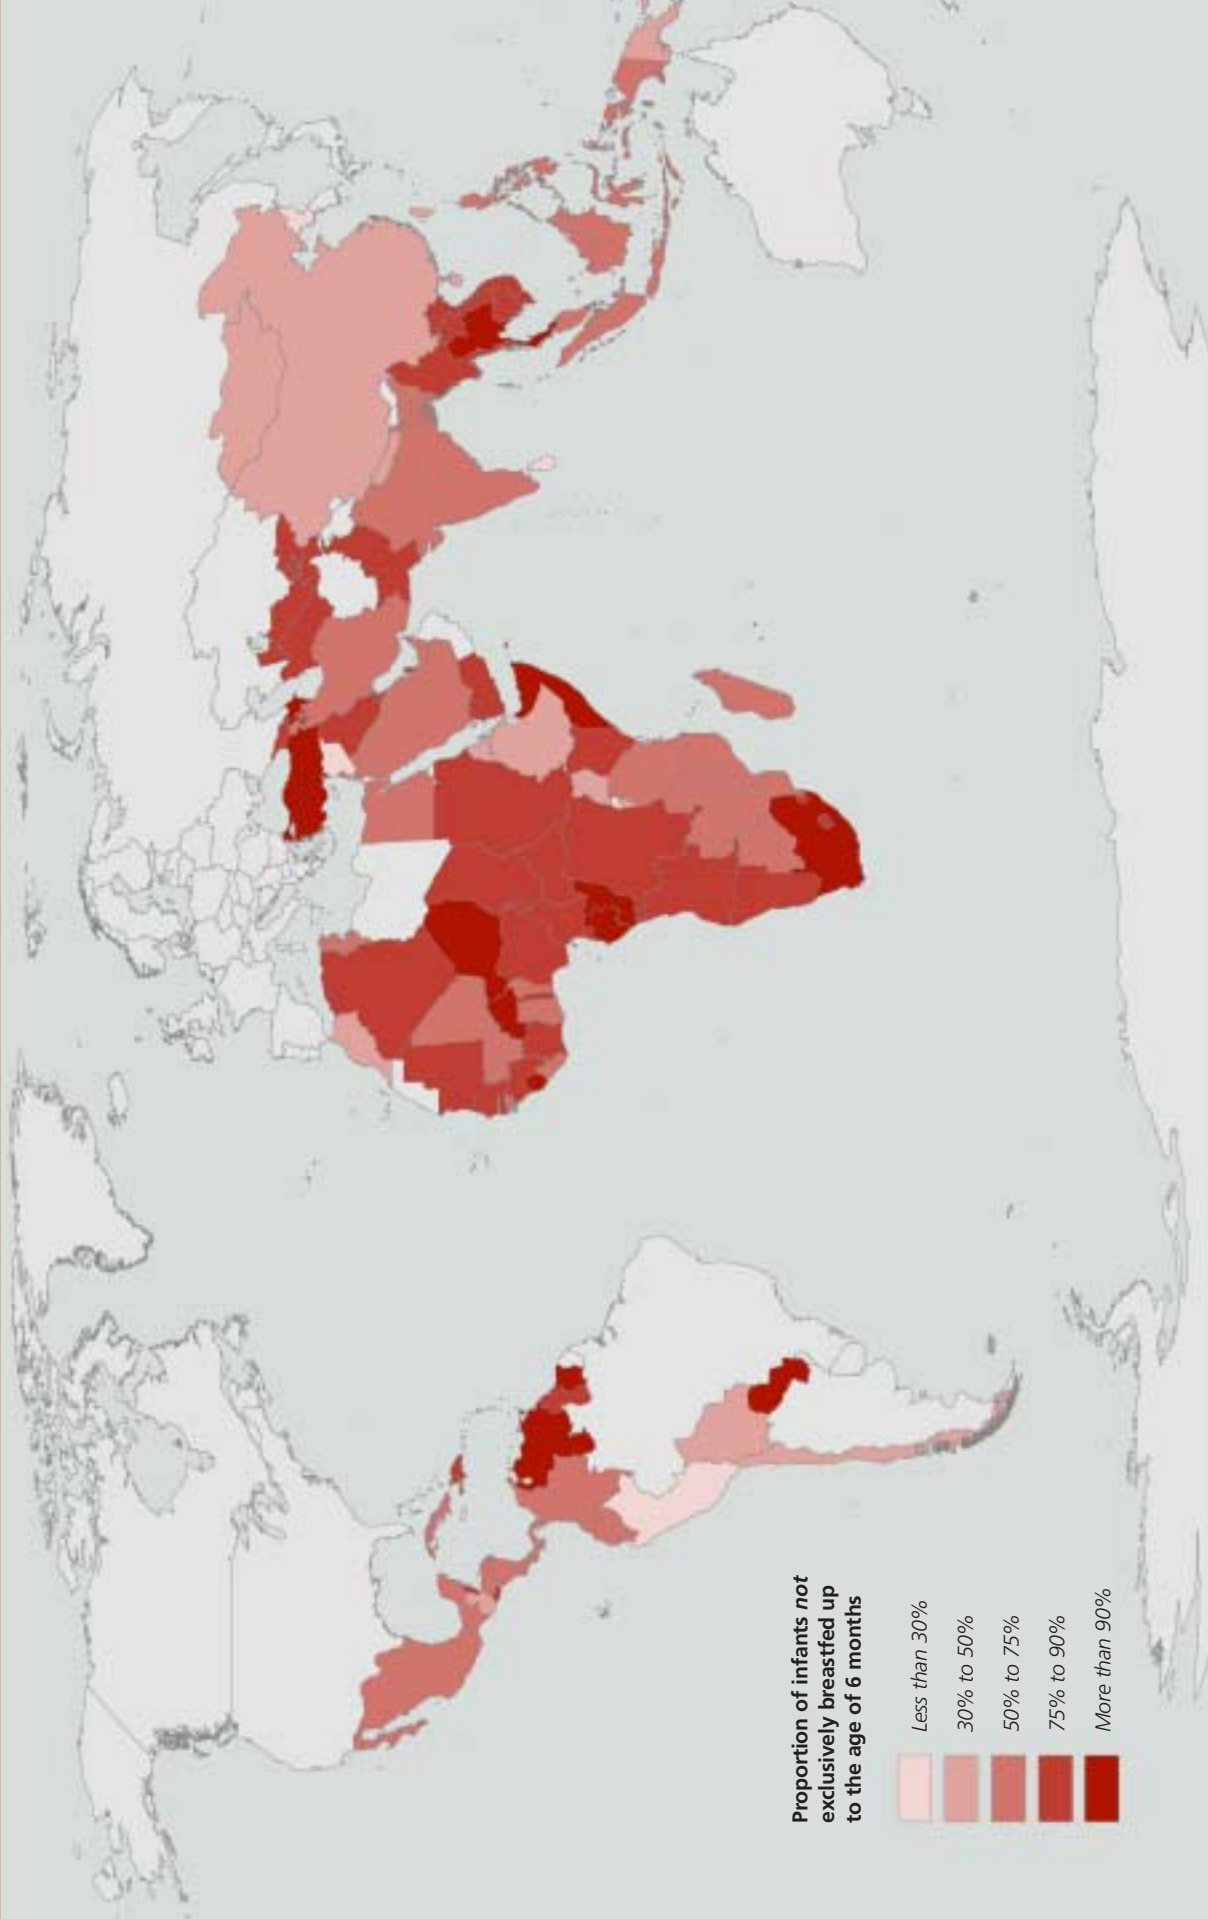 Proportion of infants not
exclusively breastfed up
to the age of 6 months
Less than 30%
30% to 50%
50% to 75%
75% to 90%
More than 90%